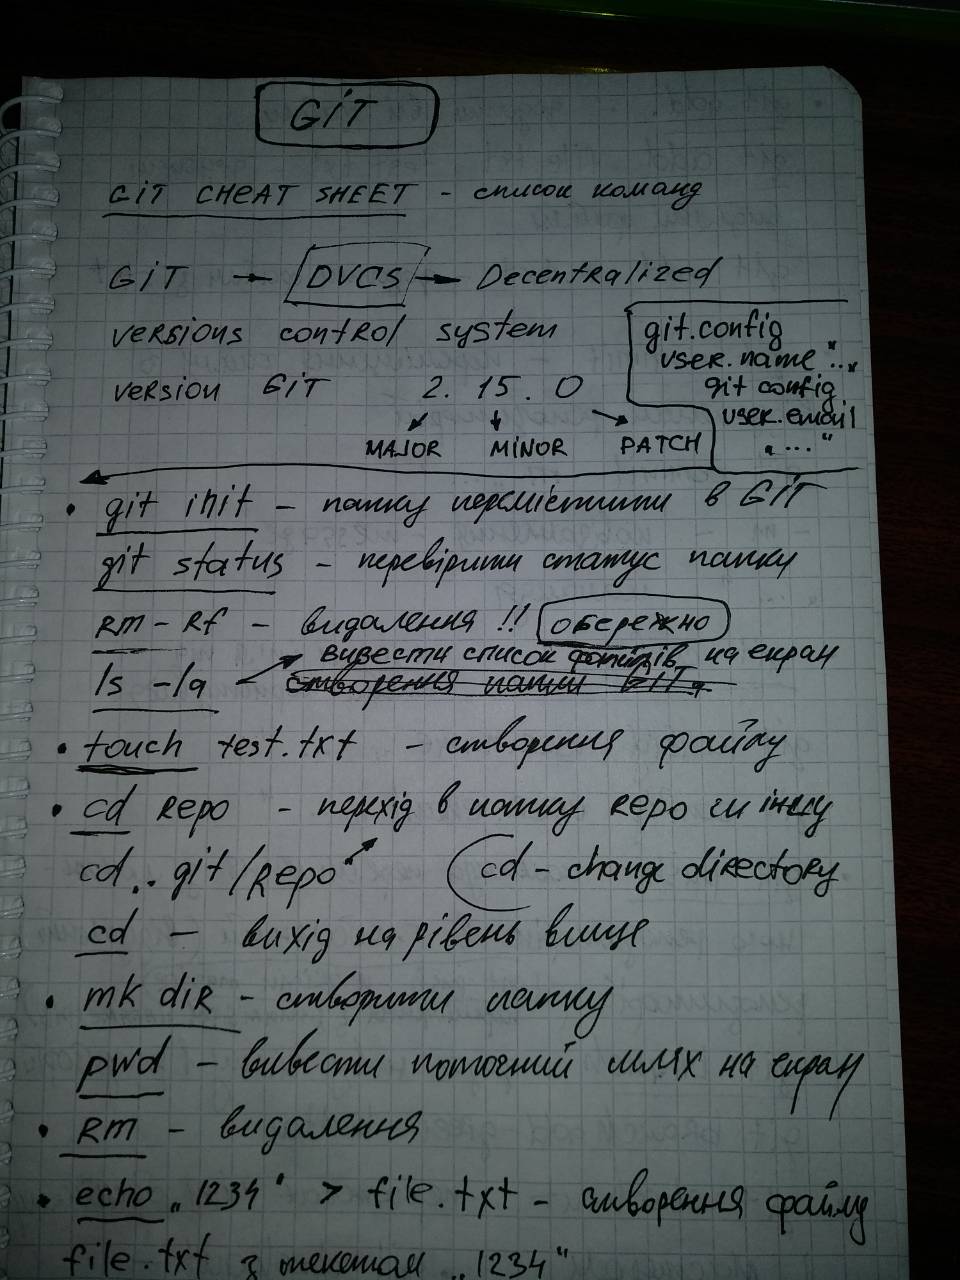 GIT
GIT CHEAT SHEET - список команд
GIT → DVCS → Decentralized
versions control system
version GIT 2. 15. 0
MAJOR MINOR PATCH
git.config
user.name "..."
git config
user.email
„ .... “
• git init - папку перемістити в GIT
git status - перевірити статус папки
rm - Rf - видалення !! обережно
ls - la → вивести список файлів на екран
створення папки GIT
• touch test.txt - створення файлу
• cd Repo - перхід в папку Repo чи іншу
cd .. git/Repo
cd - change directory
cd - вихід на рівень вище
• mk dir - створити папку
pwd - вивести поточний шлях на екран
• rm - видалення
• echo „1234“ > file.txt - створення файлу
file.txt з текстом „1234“